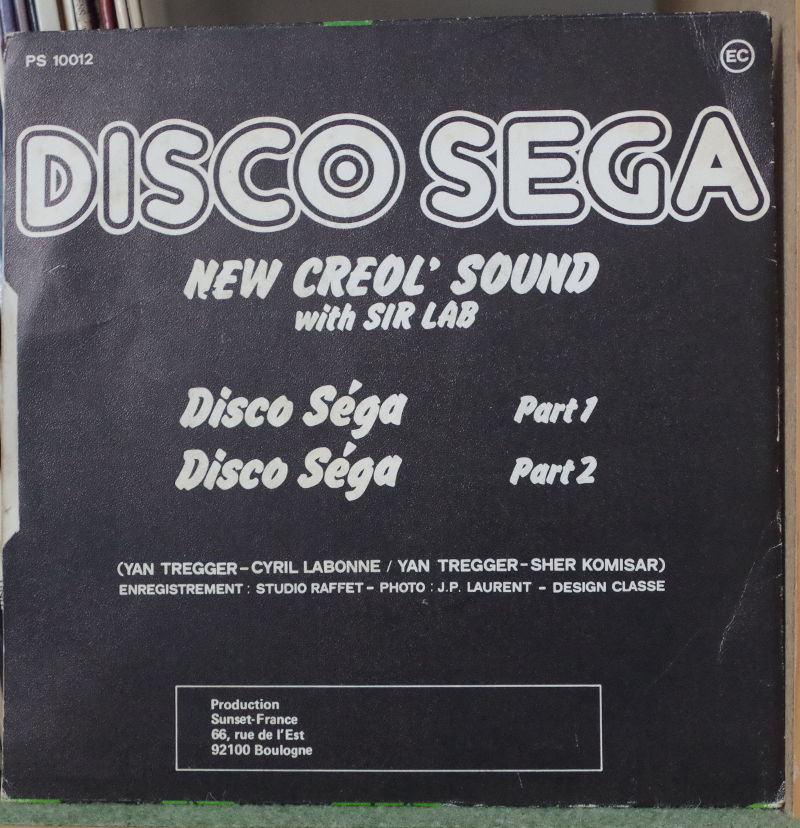 PS 10012
EC
DISCO SEGA
NEW CREOL' SOUND
with SIR LAB
Disco Séga Part 1
Disco Séga Part 2
(YAN TREGGER-CYRIL LABONNE / YAN TREGGER-SHER KOMISAR)
ENREGISTREMENT : STUDIO RAFFET - PHOTO : J.P. LAURENT - DESIGN CLASSE
Production
Sunset-France
66, rue de l'Est
92100 Boulogne